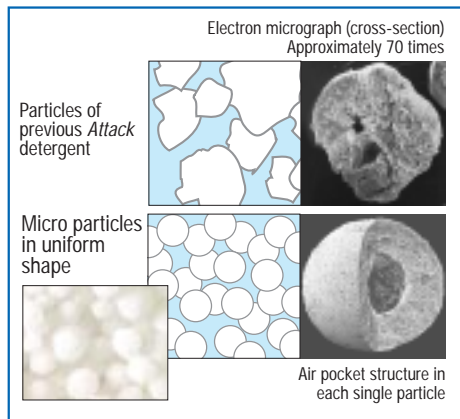 Electron micrograph (cross-section)
Approximately 70 times
Particles of
previous Attack
detergent
Micro particles
in uniform
shape
Air pocket structure in
each single particle